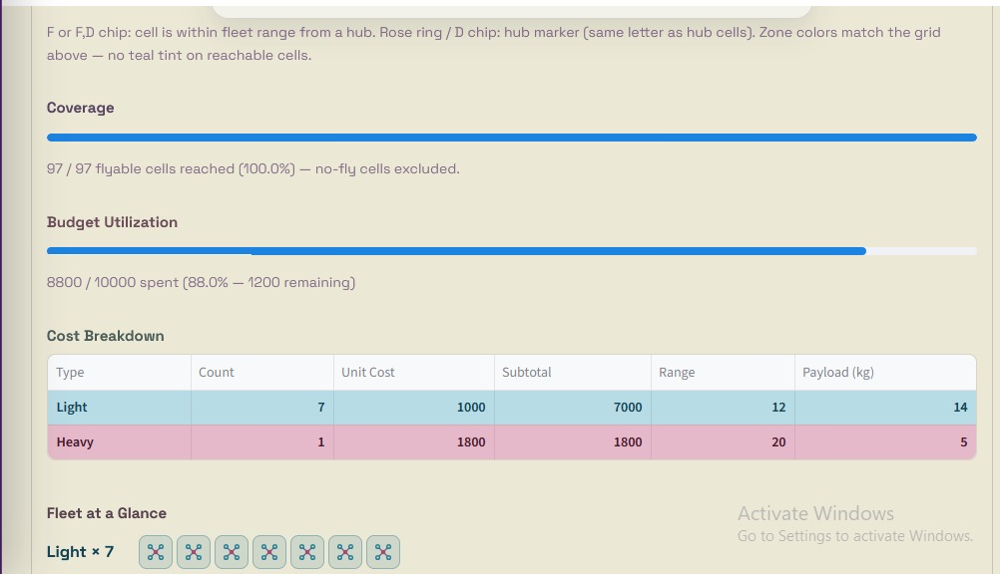 F or F,D chip: cell is within fleet range from a hub. Rose ring / D chip: hub marker (same letter as hub cells). Zone colors match the grid
above — no teal tint on reachable cells.
Coverage
97 / 97 flyable cells reached (100.0%) — no-fly cells excluded.
Budget Utilization
8800 / 10000 spent (88.0% — 1200 remaining)
Cost Breakdown
Type Count Unit Cost Subtotal Range Payload (kg)
Light 7 1000 7000 12 14
Heavy 1 1800 1800 20 5
Fleet at a Glance
Activate Windows
Go to Settings to activate Windows.
Light × 7